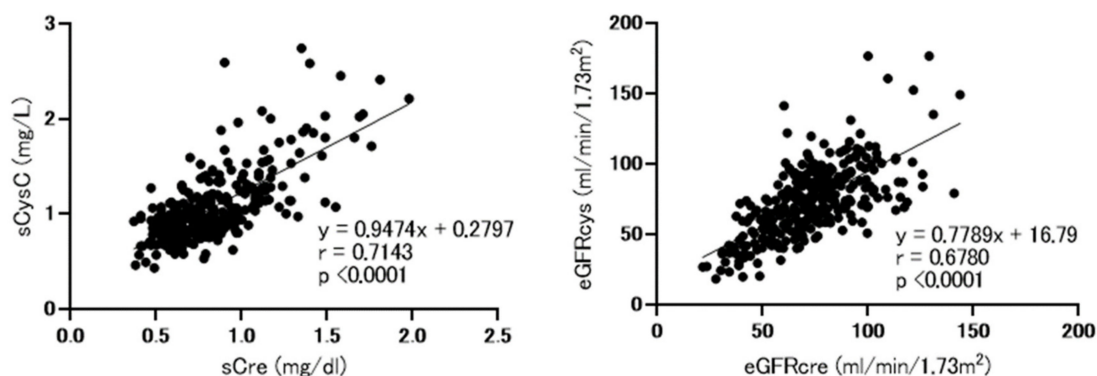 3
2
1
0
sCysC (mg/L)
0.0 0.5 1.0 1.5 2.0 2.5
sCre (mg/dl)
y = 0.9474x + 0.2797
r = 0.7143
p <0.0001
200
150
100
50
0
eGFRcys (ml/min/1.73m²)
0 50 100 150 200
eGFRcre (ml/min/1.73m²)
y = 0.7789x + 16.79
r = 0.6780
p <0.0001